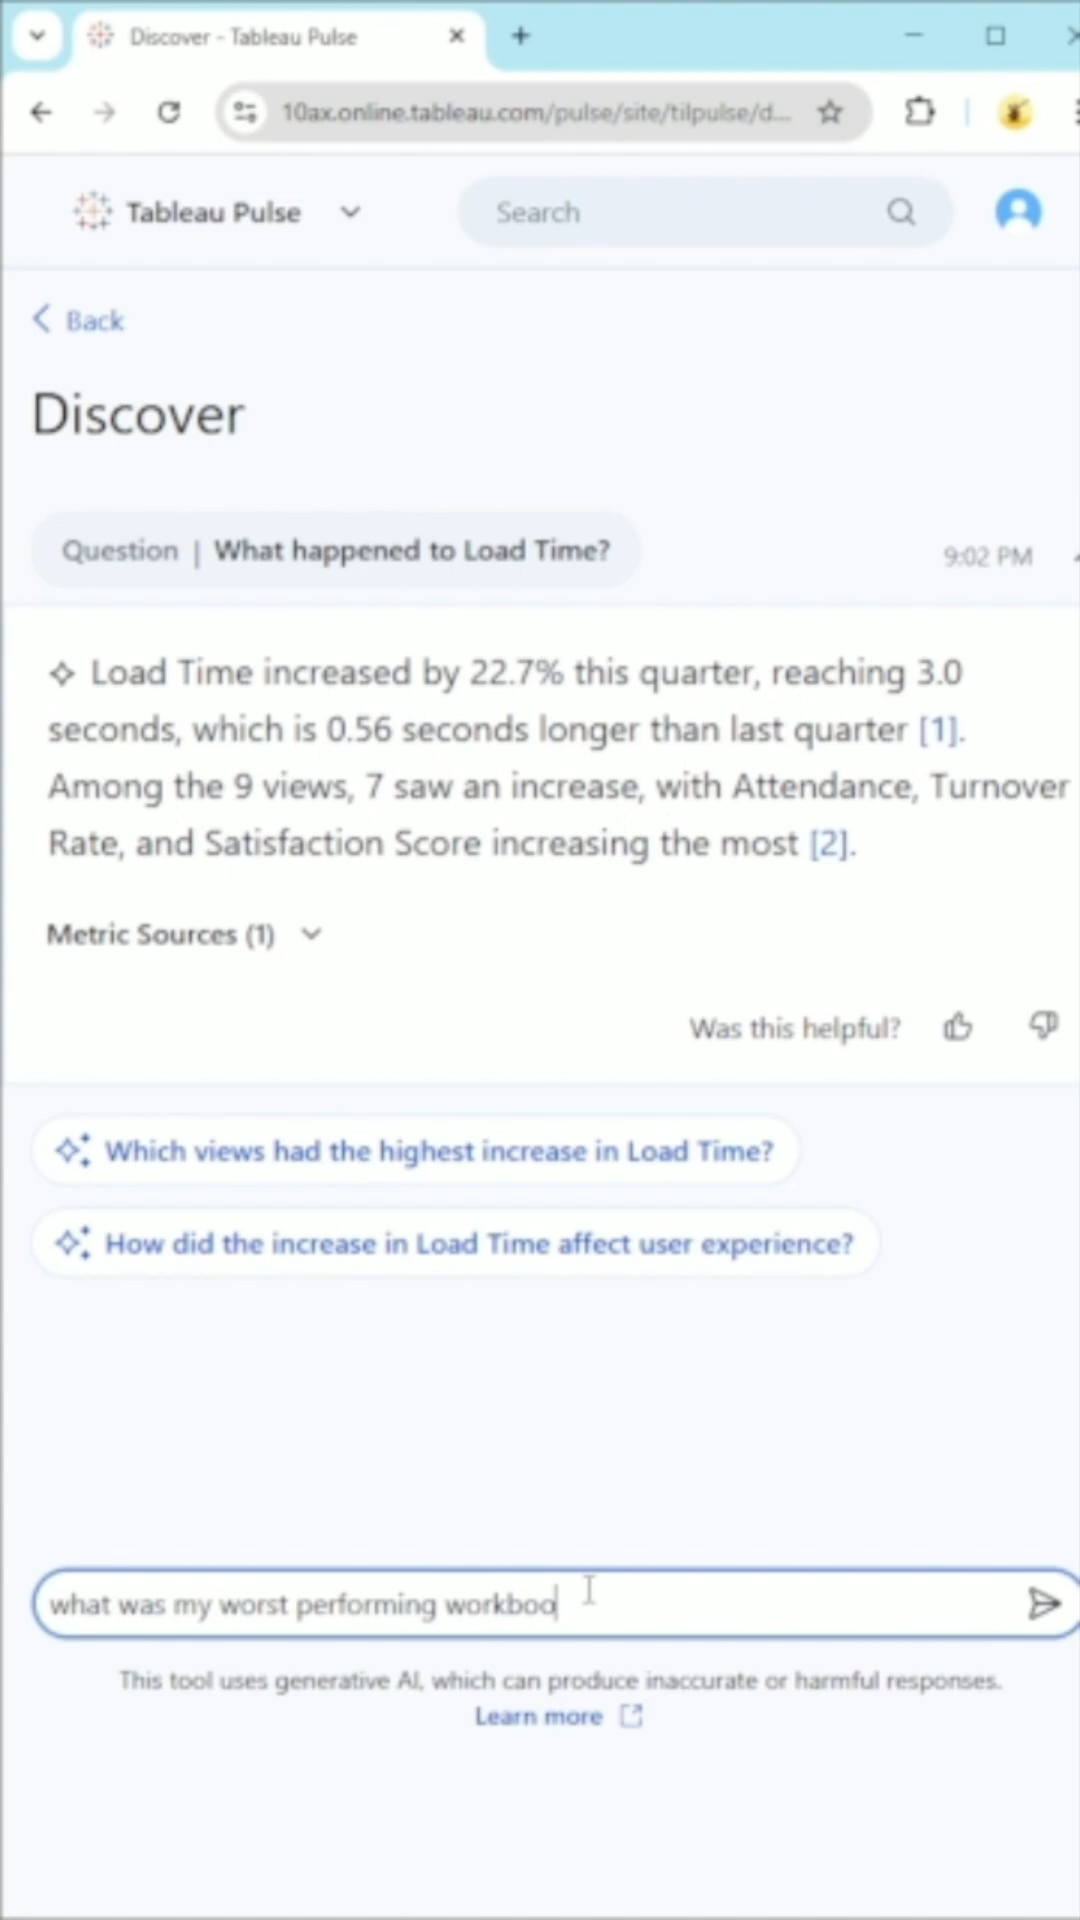 Discover - Tableau Pulse
10ax.online.tableau.com/pulse/site/tilpulse/d...
Tableau Pulse
Search
Back
Discover
Question | What happened to Load Time?
9:02 PM
Load Time increased by 22.7% this quarter, reaching 3.0
seconds, which is 0.56 seconds longer than last quarter [1].
Among the 9 views, 7 saw an increase, with Attendance, Turnover
Rate, and Satisfaction Score increasing the most [2].
Metric Sources (1)
Was this helpful?
Which views had the highest increase in Load Time?
How did the increase in Load Time affect user experience?
what was my worst performing workboo
This tool uses generative AI, which can produce inaccurate or harmful responses.
Learn more